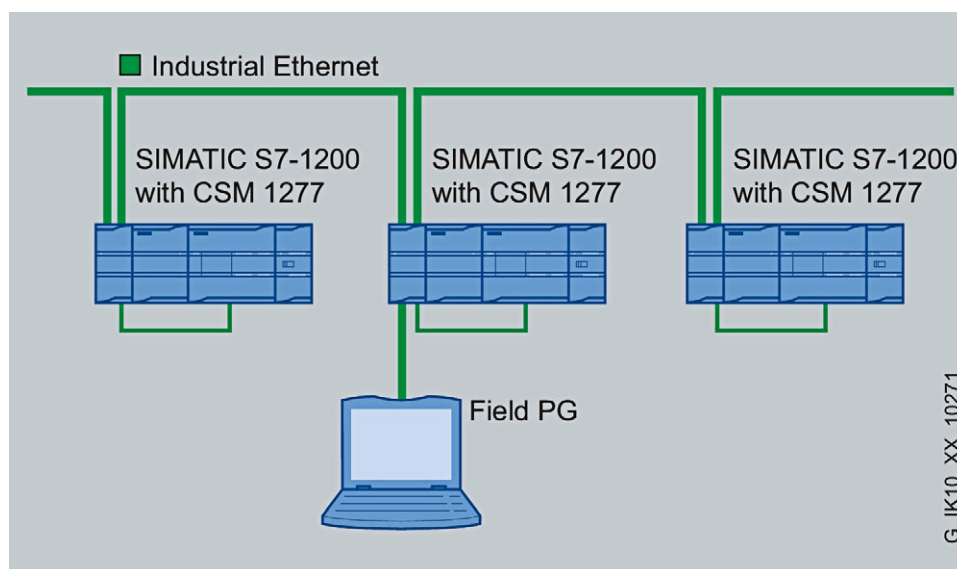 Industrial Ethernet
SIMATIC S7-1200
with CSM 1277
SIMATIC S7-1200
with CSM 1277
SIMATIC S7-1200
with CSM 1277
Field PG
G_IK10_XX_10271